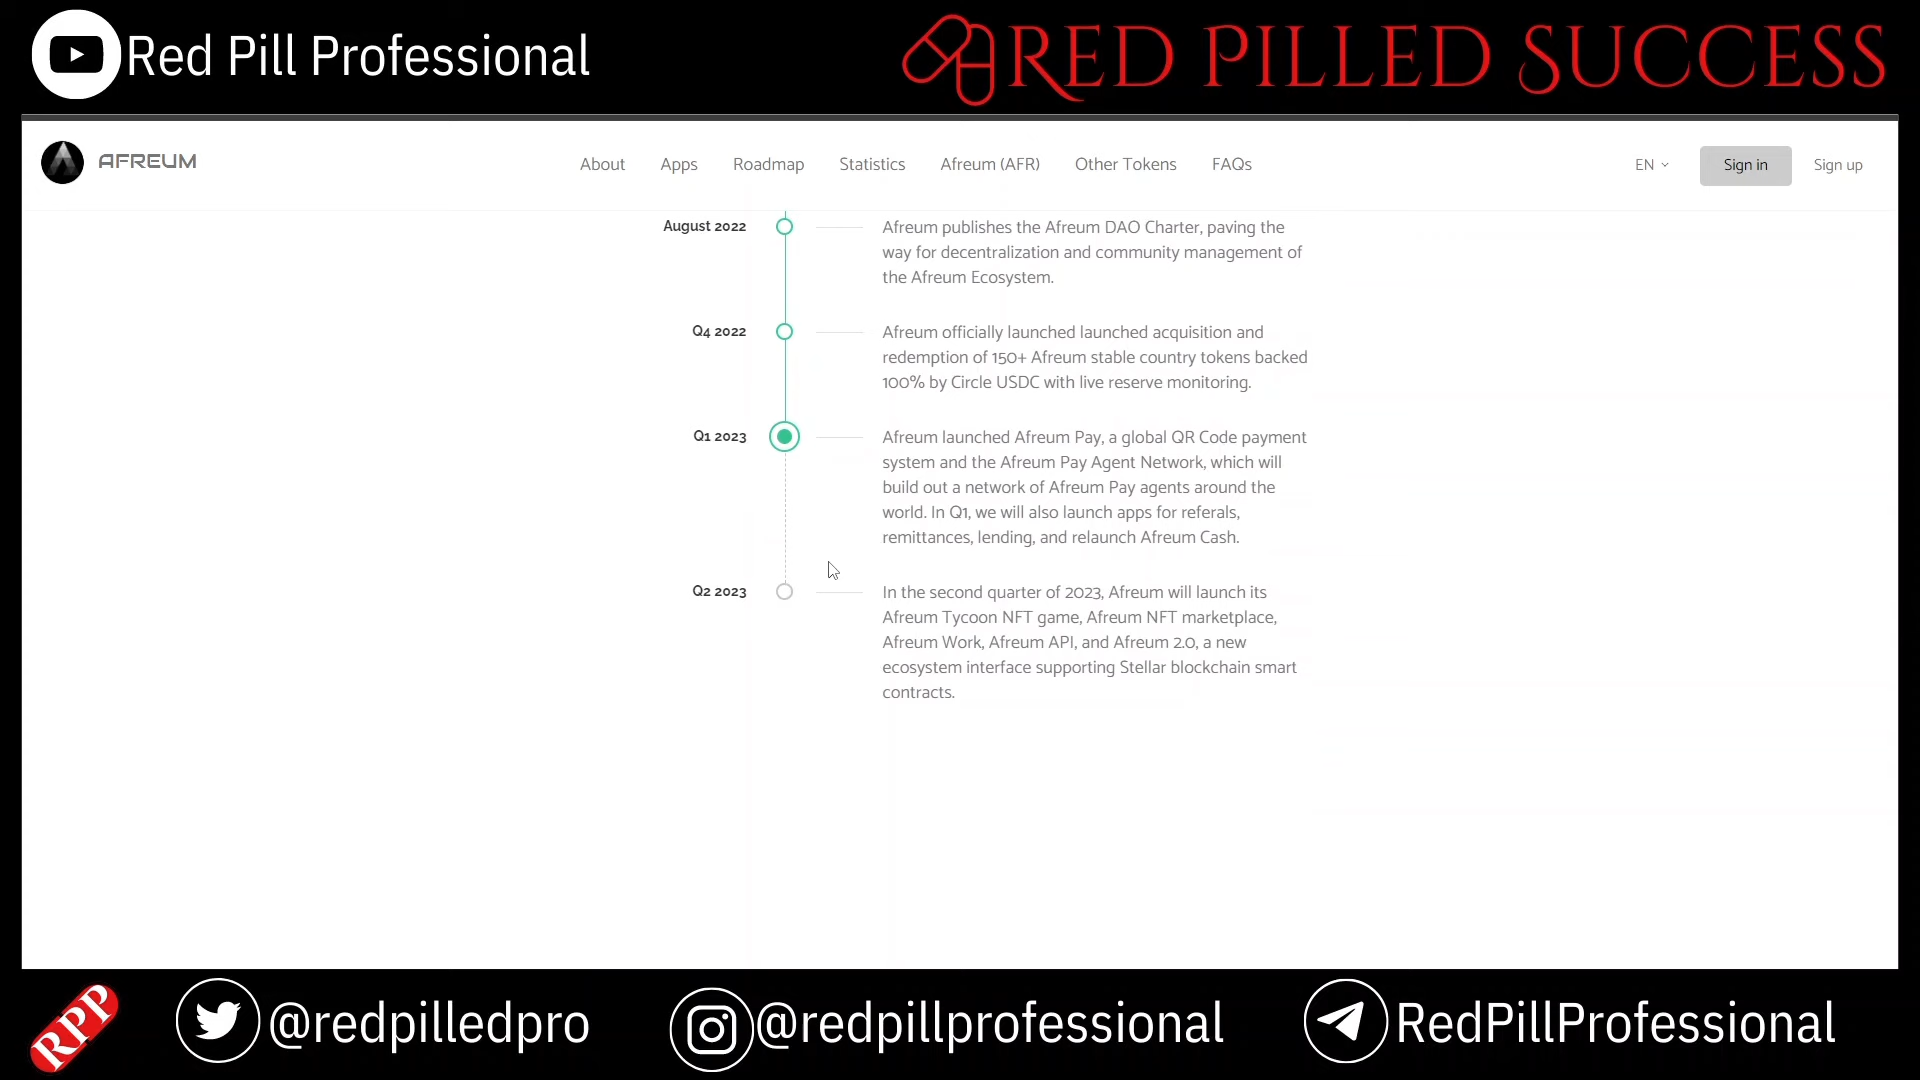 Red Pill Professional
RED PILLED SUCCESS
AFREUM
About
Apps
Roadmap
Statistics
Afreum (AFR)
Other Tokens
FAQs
EN
Sign in
Sign up
August 2022
Afreum publishes the Afreum DAO Charter, paving the
way for decentralization and community management of
the Afreum Ecosystem.
Q4 2022
Afreum officially launched launched acquisition and
redemption of 150+ Afreum stable country tokens backed
100% by Circle USDC with live reserve monitoring.
Q1 2023
Afreum launched Afreum Pay, a global QR Code payment
system and the Afreum Pay Agent Network, which will
build out a network of Afreum Pay agents around the
world. In Q1, we will also launch apps for referals,
remittances, lending, and relaunch Afreum Cash.
Q2 2023
In the second quarter of 2023, Afreum will launch its
Afreum Tycoon NFT game, Afreum NFT marketplace,
Afreum Work, Afreum API, and Afreum 2.0, a new
ecosystem interface supporting Stellar blockchain smart
contracts.
RPP
@redpilledpro
@redpillprofessional
RedPillProfessional